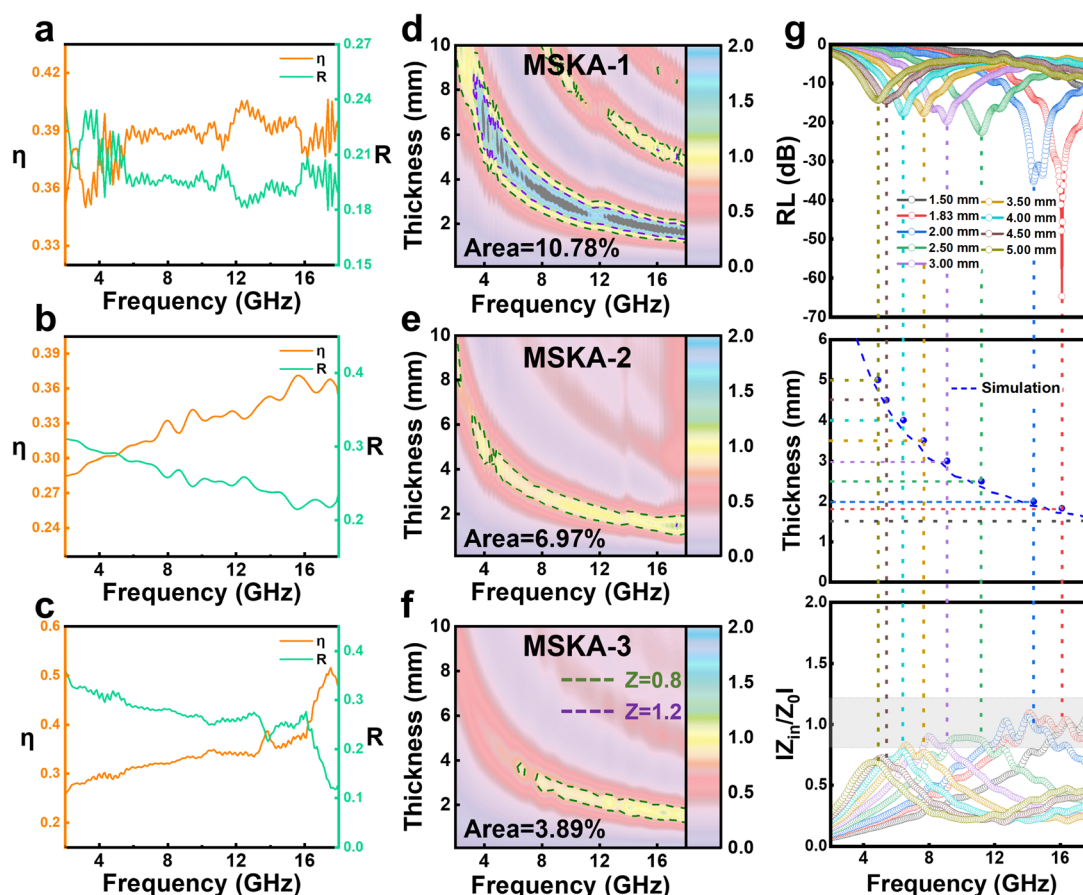 a
η
R
0.42
0.39
0.36
0.33
η
0.27
0.24
0.21
0.18
0.15
R
4 8 12 16
Frequency (GHz)
b
η
R
0.39
0.36
0.33
0.30
0.27
0.24
η
0.4
0.3
0.2
R
4 8 12 16
Frequency (GHz)
c
η
R
0.6
0.5
0.4
0.3
0.2
η
0.4
0.3
0.2
0.1
R
4 8 12 16
Frequency (GHz)
d
MSKA-1
10
8
6
4
2
Thickness (mm)
Area=10.78%
2.0
1.5
1.0
0.5
0.0
4 8 12 16
Frequency (GHz)
e
MSKA-2
10
8
6
4
2
Thickness (mm)
Area=6.97%
2.0
1.5
1.0
0.5
0.0
4 8 12 16
Frequency (GHz)
f
MSKA-3
Z=0.8
Z=1.2
10
8
6
4
2
Thickness (mm)
Area=3.89%
2.0
1.5
1.0
0.5
0.0
4 8 12 16
Frequency (GHz)
g
0
-10
-20
-30
-40
-50
-60
-70
RL (dB)
1.50 mm
1.83 mm
2.00 mm
2.50 mm
3.00 mm
3.50 mm
4.00 mm
4.50 mm
5.00 mm
6
5
4
3
2
1
0
Thickness (mm)
Simulation
2.0
1.5
1.0
0.5
0.0
|Zin/Z0|
4 8 12 16
Frequency (GHz)